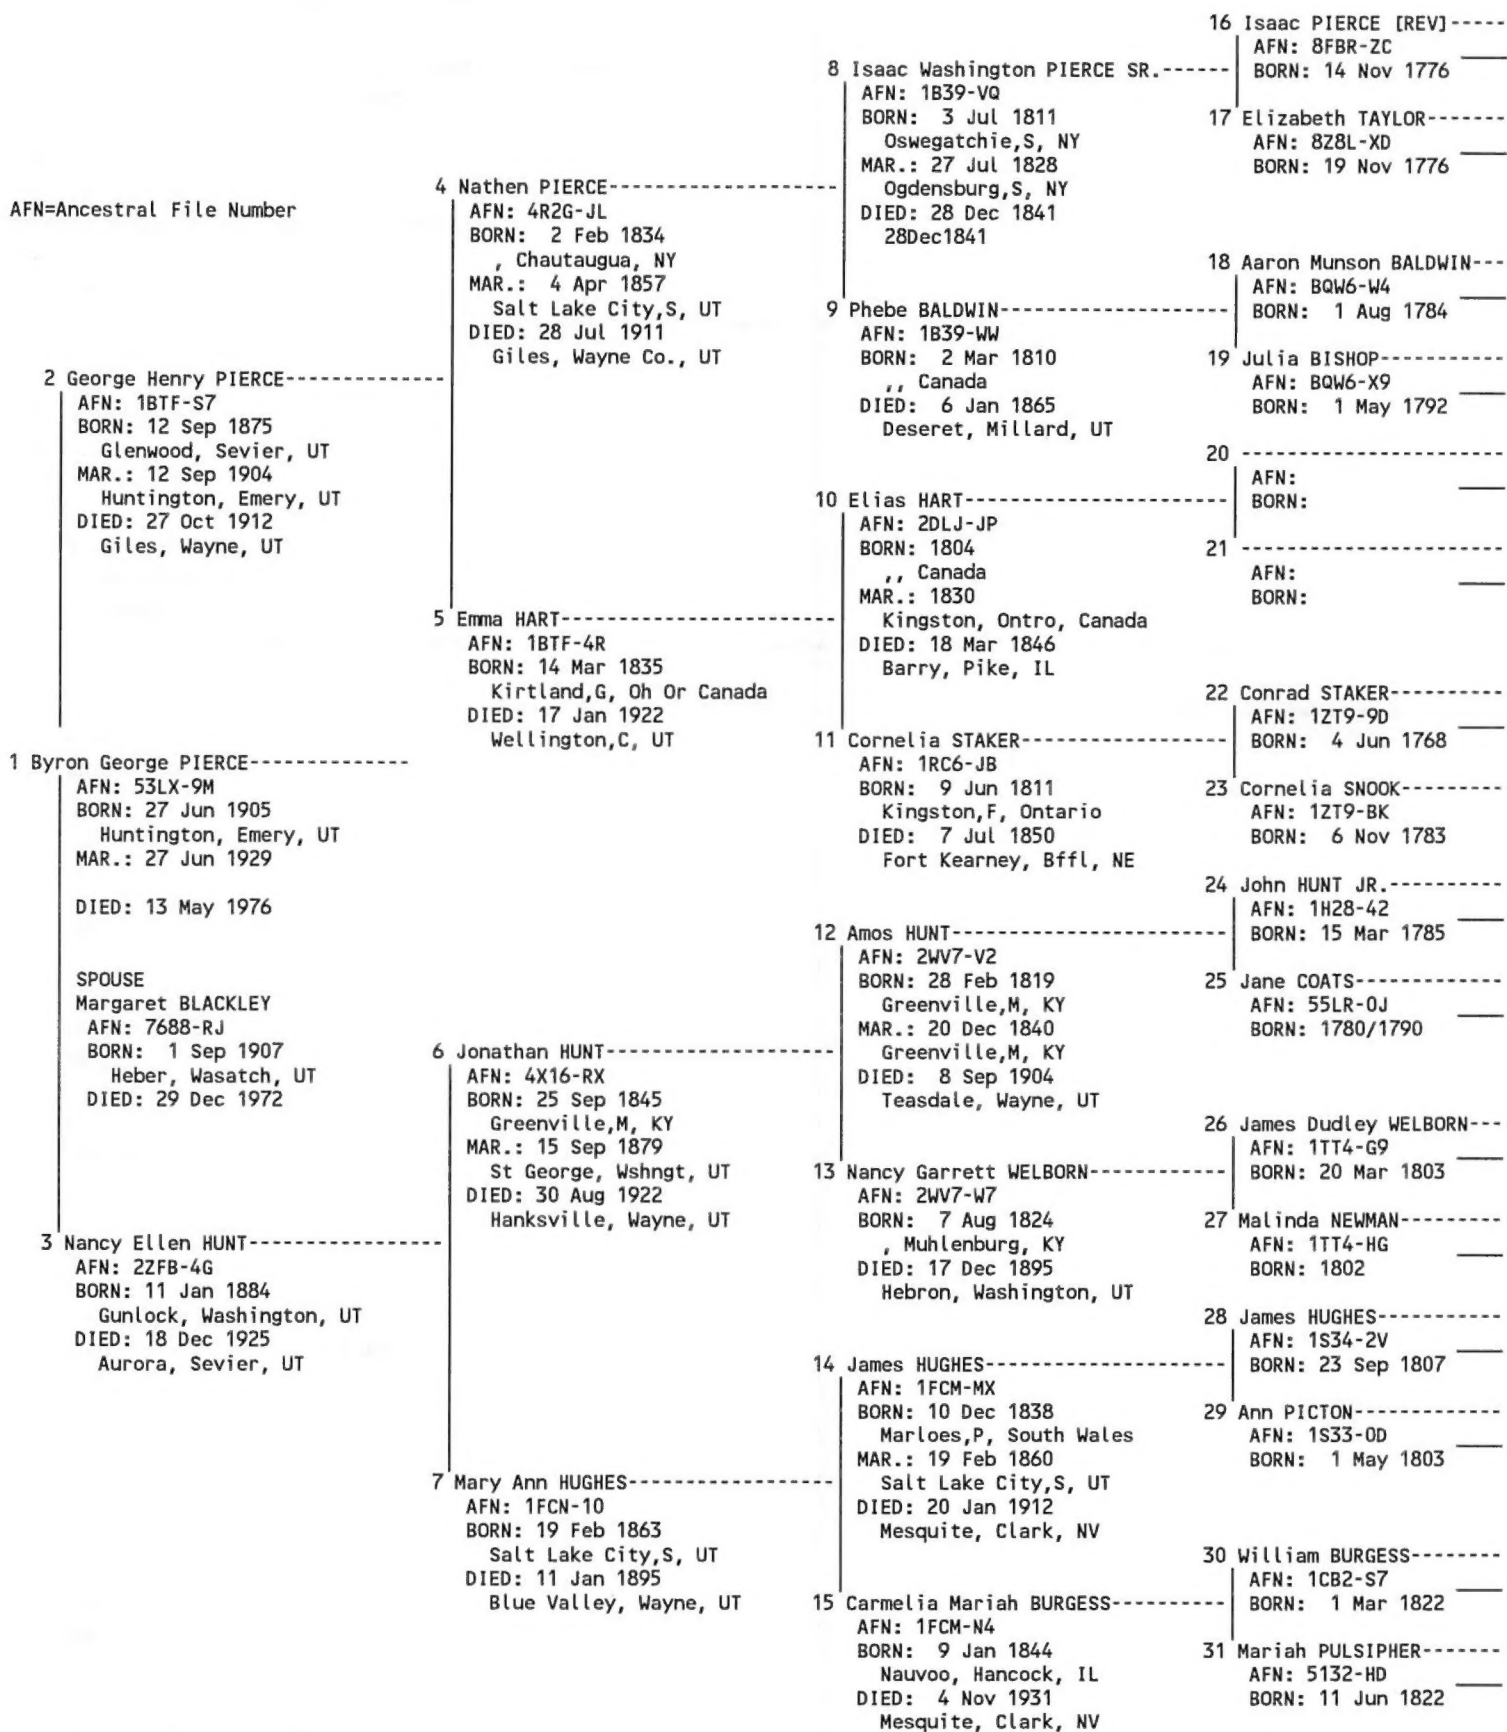 AFN=Ancestral File Number
1 Byron George PIERCE
AFN: 53LX-9M
BORN: 27 Jun 1905
Huntington, Emery, UT
MAR.: 27 Jun 1929
DIED: 13 May 1976
SPOUSE
Margaret BLACKLEY
AFN: 7688-RJ
BORN: 1 Sep 1907
Heber, Wasatch, UT
DIED: 29 Dec 1972
2 George Henry PIERCE
AFN: 1BTF-S7
BORN: 12 Sep 1875
Glenwood, Sevier, UT
MAR.: 12 Sep 1904
Huntington, Emery, UT
DIED: 27 Oct 1912
Giles, Wayne, UT
3 Nancy Ellen HUNT
AFN: 2ZFB-4G
BORN: 11 Jan 1884
Gunlock, Washington, UT
DIED: 18 Dec 1925
Aurora, Sevier, UT
4 Nathen PIERCE
AFN: 4R2G-JL
BORN: 2 Feb 1834
, Chautaugua, NY
MAR.: 4 Apr 1857
Salt Lake City,S, UT
DIED: 28 Jul 1911
Giles, Wayne Co., UT
5 Emma HART
AFN: 1BTF-4R
BORN: 14 Mar 1835
Kirtland,G, Oh Or Canada
DIED: 17 Jan 1922
Wellington,C, UT
6 Jonathan HUNT
AFN: 4X16-RX
BORN: 25 Sep 1845
Greenville,M, KY
MAR.: 15 Sep 1879
St George, Wshngt, UT
DIED: 30 Aug 1922
Hanksville, Wayne, UT
7 Mary Ann HUGHES
AFN: 1FCN-10
BORN: 19 Feb 1863
Salt Lake City,S, UT
DIED: 11 Jan 1895
Blue Valley, Wayne, UT
8 Isaac Washington PIERCE SR.
AFN: 1B39-VQ
BORN: 3 Jul 1811
Oswegatchie,S, NY
MAR.: 27 Jul 1828
Ogdensburg,S, NY
DIED: 28 Dec 1841
28Dec1841
9 Phebe BALDWIN
AFN: 1B39-WW
BORN: 2 Mar 1810
,, Canada
DIED: 6 Jan 1865
Deseret, Millard, UT
10 Elias HART
AFN: 2DLJ-JP
BORN: 1804
,, Canada
MAR.: 1830
Kingston, Ontro, Canada
DIED: 18 Mar 1846
Barry, Pike, IL
11 Cornelia STAKER
AFN: 1RC6-JB
BORN: 9 Jun 1811
Kingston,F, Ontario
DIED: 7 Jul 1850
Fort Kearney, Bffl, NE
12 Amos HUNT
AFN: 2WV7-V2
BORN: 28 Feb 1819
Greenville,M, KY
MAR.: 20 Dec 1840
Greenville,M, KY
DIED: 8 Sep 1904
Teasdale, Wayne, UT
13 Nancy Garrett WELBORN
AFN: 2WV7-W7
BORN: 7 Aug 1824
, Muhlenburg, KY
DIED: 17 Dec 1895
Hebron, Washington, UT
14 James HUGHES
AFN: 1FCM-MX
BORN: 10 Dec 1838
Marloes,P, South Wales
MAR.: 19 Feb 1860
Salt Lake City,S, UT
DIED: 20 Jan 1912
Mesquite, Clark, NV
15 Carmelia Mariah BURGESS
AFN: 1FCM-N4
BORN: 9 Jan 1844
Nauvoo, Hancock, IL
DIED: 4 Nov 1931
Mesquite, Clark, NV
16 Isaac PIERCE [REV]
AFN: 8FBR-ZC
BORN: 14 Nov 1776
17 Elizabeth TAYLOR
AFN: 8Z8L-XD
BORN: 19 Nov 1776
18 Aaron Munson BALDWIN
AFN: BQW6-W4
BORN: 1 Aug 1784
19 Julia BISHOP
AFN: BQW6-X9
BORN: 1 May 1792
20
AFN:
BORN:
21
AFN:
BORN:
22 Conrad STAKER
AFN: 1ZT9-9D
BORN: 4 Jun 1768
23 Cornelia SNOOK
AFN: 1ZT9-BK
BORN: 6 Nov 1783
24 John HUNT JR.
AFN: 1H28-42
BORN: 15 Mar 1785
25 Jane COATS
AFN: 55LR-0J
BORN: 1780/1790
26 James Dudley WELBORN
AFN: 1TT4-G9
BORN: 20 Mar 1803
27 Malinda NEWMAN
AFN: 1TT4-HG
BORN: 1802
28 James HUGHES
AFN: 1S34-2V
BORN: 23 Sep 1807
29 Ann PICTON
AFN: 1S33-0D
BORN: 1 May 1803
30 William BURGESS
AFN: 1CB2-S7
BORN: 1 Mar 1822
31 Mariah PULSIPHER
AFN: 5132-HD
BORN: 11 Jun 1822